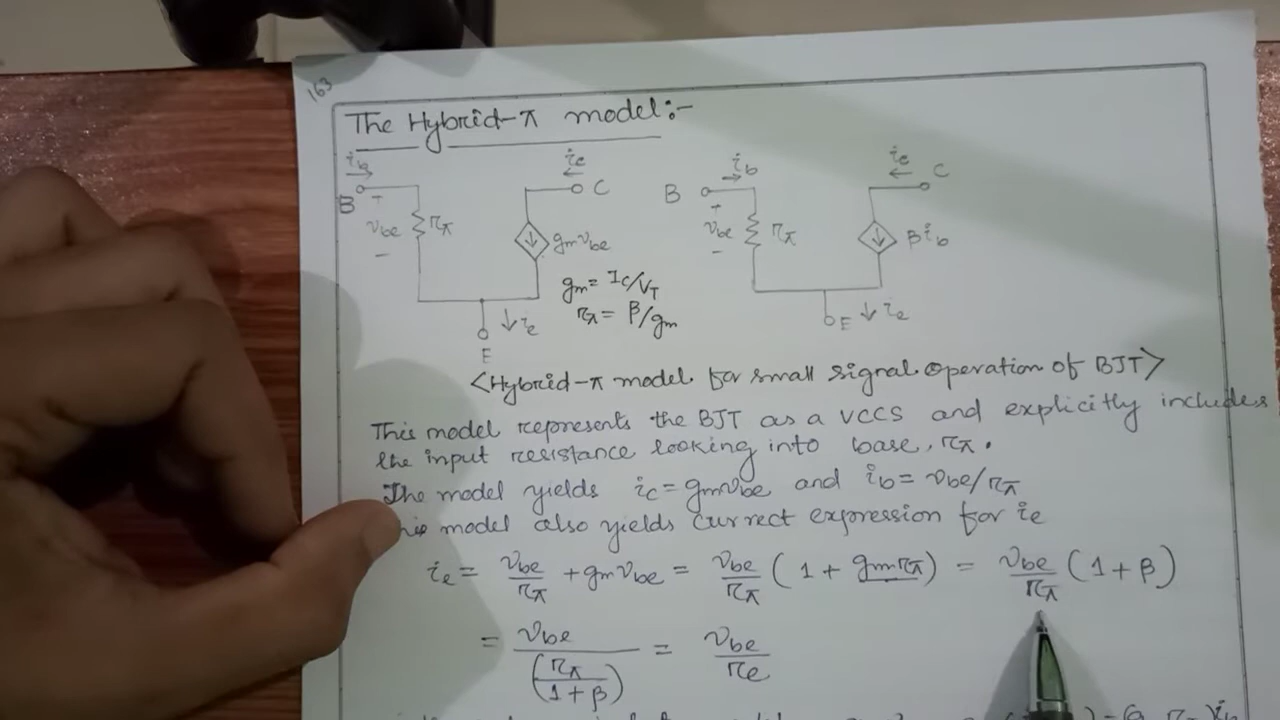 163
The Hybrid-π model:-
ib ic ib ic
B + C B + C
vbe rπ gmvbe vbe rπ βib
- -
gm = Ic/VT
rπ = β/gm
ie E ie
E
<Hybrid-π model for small signal operation of BJT>
This model represents the BJT as a VCCS and explicitly includes
the input resistance looking into base, rπ.
The model yields ic = gmvbe and ib = vbe/rπ
model also yields currect expression for ie
ie = vbe/rπ + gmvbe = vbe/rπ (1 + gmrπ) = vbe/rπ (1 + β)
= vbe/(rπ/(1+β)) = vbe/re